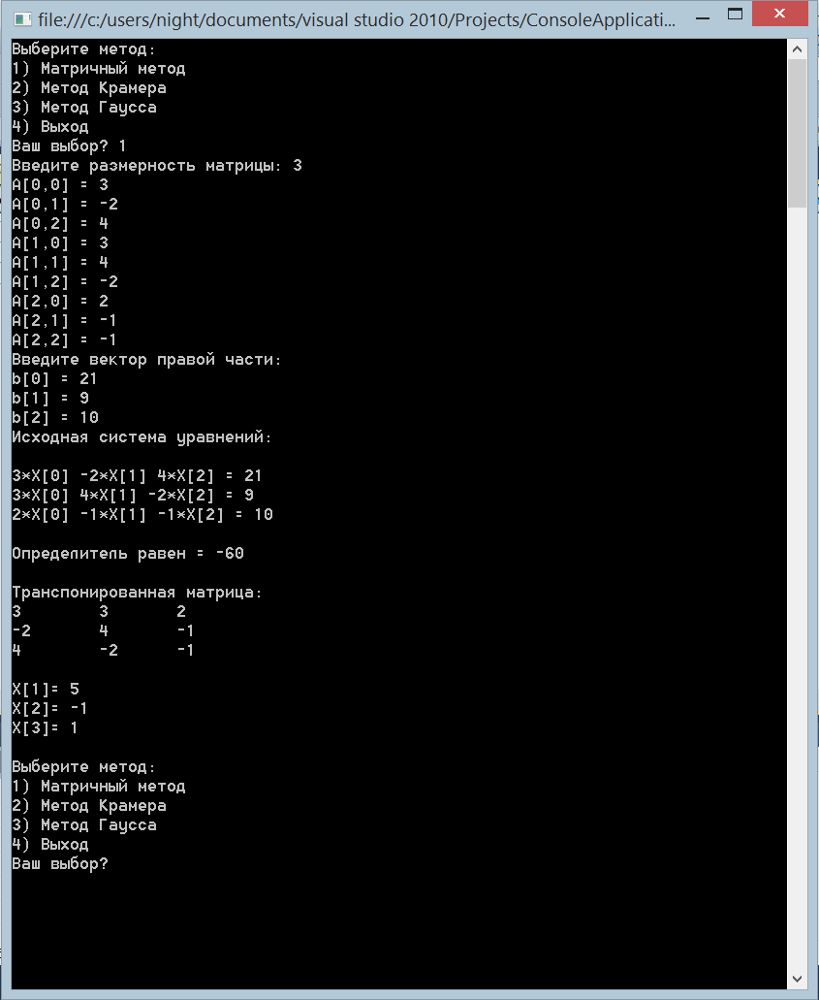 file:///c:/users/night/documents/visual studio 2010/Projects/ConsoleApplicati...
Выберите метод:
1) Матричный метод
2) Метод Крамера
3) Метод Гаусса
4) Выход
Ваш выбор? 1
Введите размерность матрицы: 3
A[0,0] = 3
A[0,1] = -2
A[0,2] = 4
A[1,0] = 3
A[1,1] = 4
A[1,2] = -2
A[2,0] = 2
A[2,1] = -1
A[2,2] = -1
Введите вектор правой части:
b[0] = 21
b[1] = 9
b[2] = 10
Исходная система уравнений:
3*X[0] -2*X[1] 4*X[2] = 21
3*X[0] 4*X[1] -2*X[2] = 9
2*X[0] -1*X[1] -1*X[2] = 10
Определитель равен = -60
Транспонированная матрица:
3 3 2
-2 4 -1
4 -2 -1
X[1]= 5
X[2]= -1
X[3]= 1
Выберите метод:
1) Матричный метод
2) Метод Крамера
3) Метод Гаусса
4) Выход
Ваш выбор?